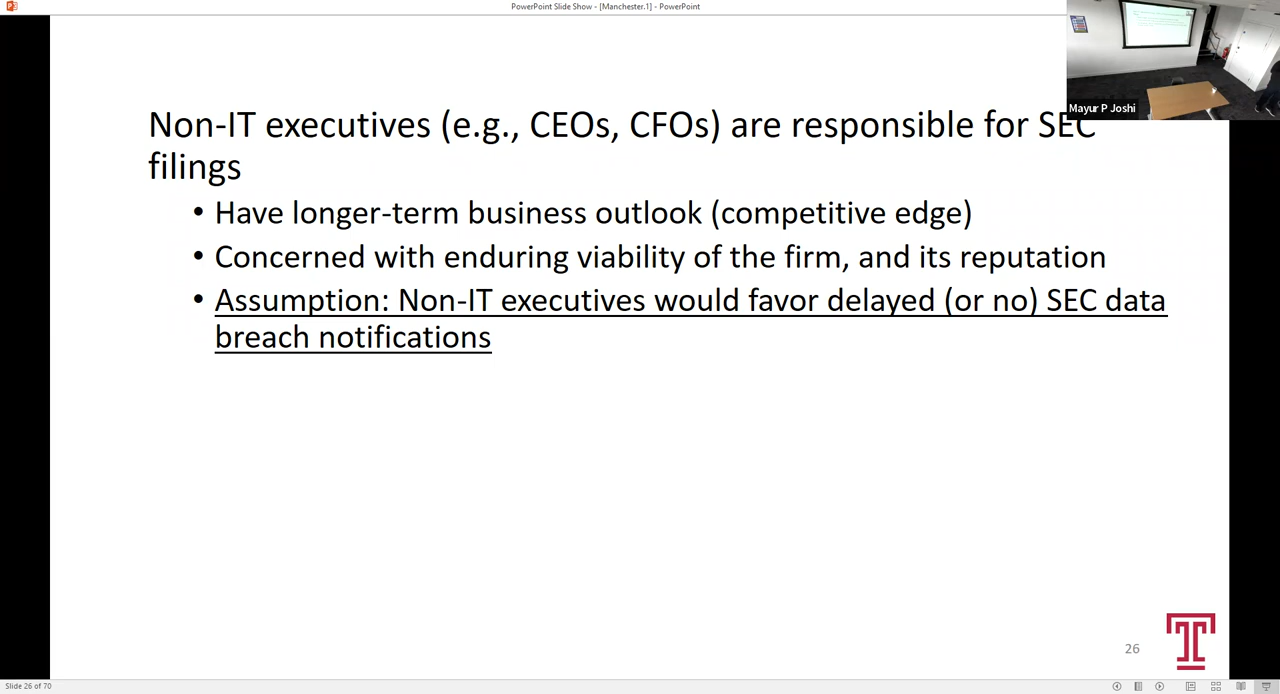 PowerPoint Slide Show - [Manchester.1] - PowerPoint
Mayur P Joshi
Non-IT executives (e.g., CEOs, CFOs) are responsible for SEC
filings
• Have longer-term business outlook (competitive edge)
• Concerned with enduring viability of the firm, and its reputation
• Assumption: Non-IT executives would favor delayed (or no) SEC data
breach notifications
26
Slide 26 of 70